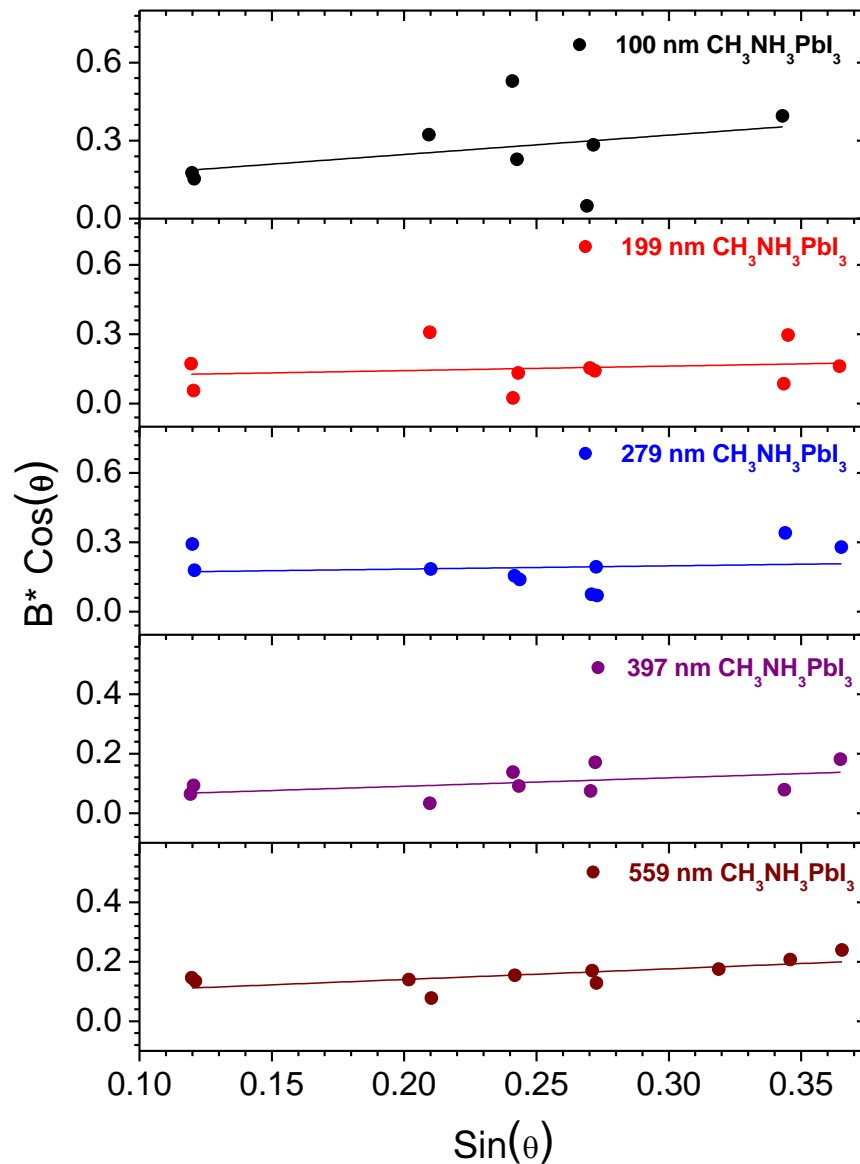 100 nm CH₃NH₃PbI₃
0.6
0.3
0.0
199 nm CH₃NH₃PbI₃
0.6
0.3
0.0
279 nm CH₃NH₃PbI₃
0.6
0.3
0.0
B* Cos(θ)
397 nm CH₃NH₃PbI₃
0.4
0.2
0.0
559 nm CH₃NH₃PbI₃
0.4
0.2
0.0
0.10 0.20 0.25 0.30 0.35
Sin(θ)